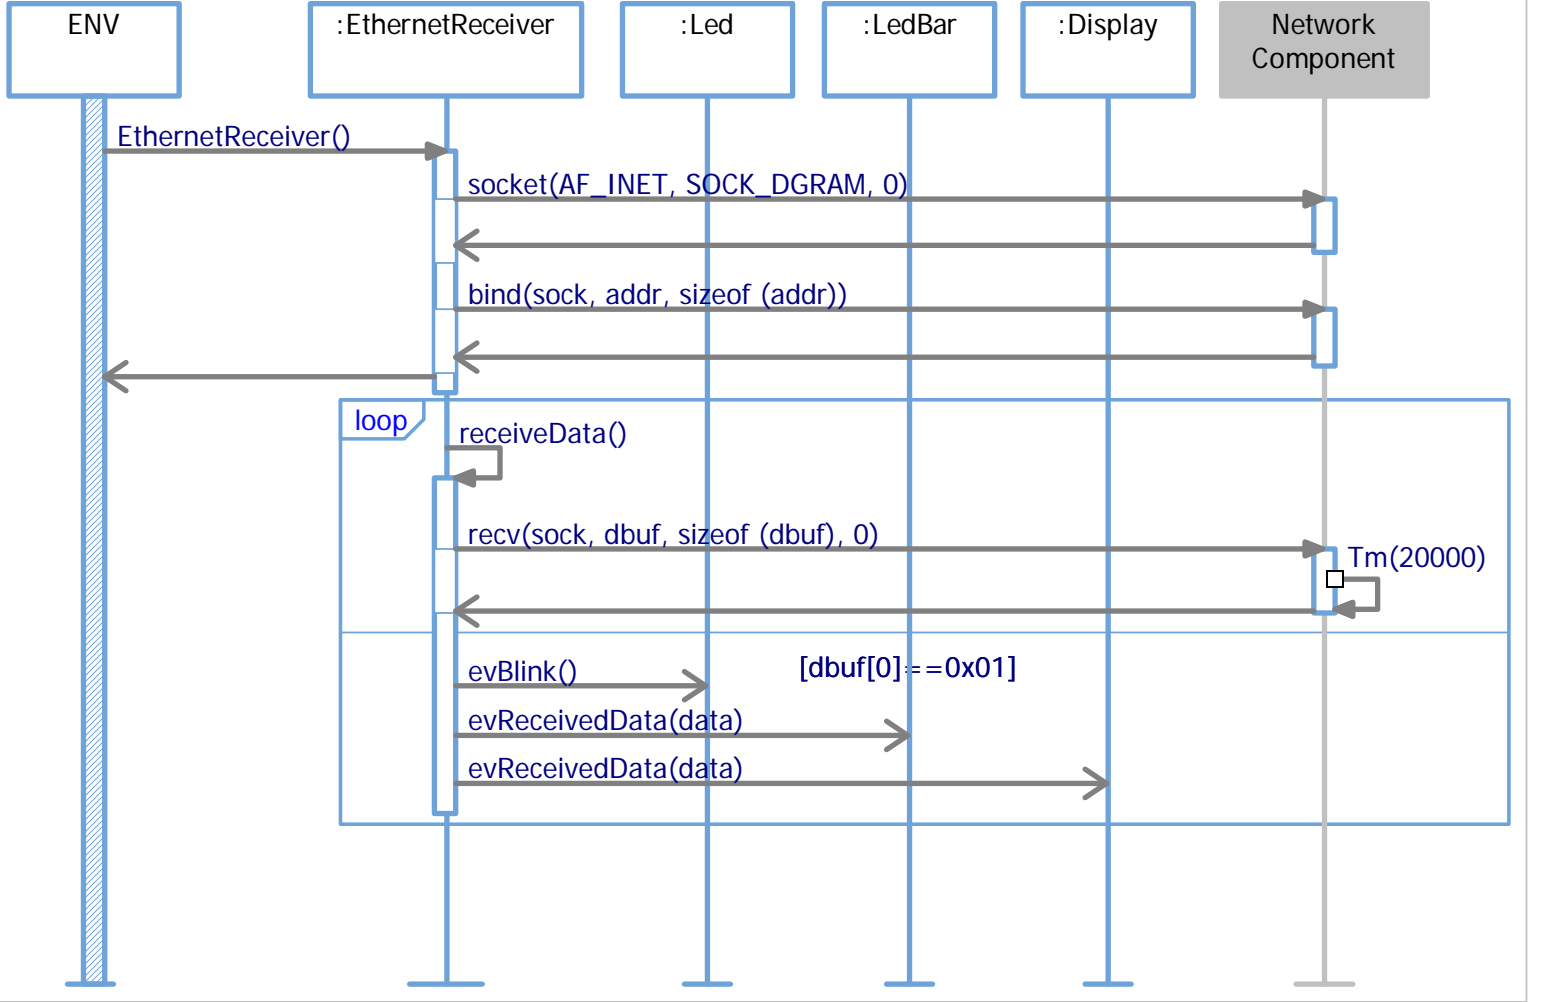 ENV
:EthernetReceiver
:Led
:LedBar
:Display
Network
Component
EthernetReceiver()
socket(AF_INET, SOCK_DGRAM, 0)
bind(sock, addr, sizeof (addr))
loop
receiveData()
recv(sock, dbuf, sizeof (dbuf), 0)
Tm(20000)
[dbuf[0]==0x01]
evBlink()
evReceivedData(data)
evReceivedData(data)